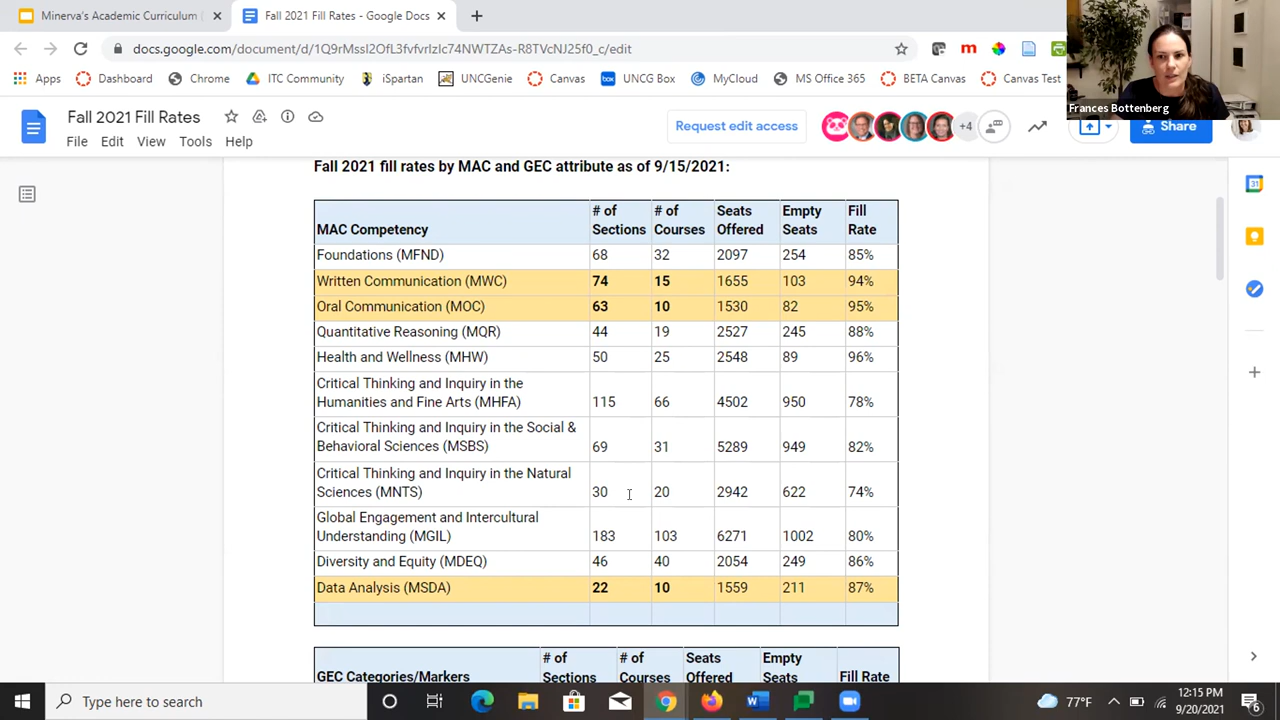 Minerva's Academic Curriculum (
Fall 2021 Fill Rates - Google Docs
docs.google.com/document/d/1Q9rMssI2OfL3fvfvrIzIc74NWTZAs-R8TVcNJ25f0_c/edit
Apps Dashboard Chrome ITC Community iSpartan UNCGenie Canvas UNCG Box MyCloud MS Office 365 BETA Canvas Canvas Test
Frances Bottenberg
Fall 2021 Fill Rates
File Edit View Tools Help
Request edit access
+4
Share
Fall 2021 fill rates by MAC and GEC attribute as of 9/15/2021:
MAC Competency # of Sections # of Courses Seats Offered Empty Seats Fill Rate
Foundations (MFND) 68 32 2097 254 85%
Written Communication (MWC) 74 15 1655 103 94%
Oral Communication (MOC) 63 10 1530 82 95%
Quantitative Reasoning (MQR) 44 19 2527 245 88%
Health and Wellness (MHW) 50 25 2548 89 96%
Critical Thinking and Inquiry in the
Humanities and Fine Arts (MHFA) 115 66 4502 950 78%
Critical Thinking and Inquiry in the Social &
Behavioral Sciences (MSBS) 69 31 5289 949 82%
Critical Thinking and Inquiry in the Natural
Sciences (MNTS) 30 20 2942 622 74%
Global Engagement and Intercultural
Understanding (MGIL) 183 103 6271 1002 80%
Diversity and Equity (MDEQ) 46 40 2054 249 86%
Data Analysis (MSDA) 22 10 1559 211 87%
GEC Categories/Markers # of Sections # of Courses Seats Offered Empty Seats Fill Rate
Type here to search
77°F
12:15 PM
9/20/2021
6